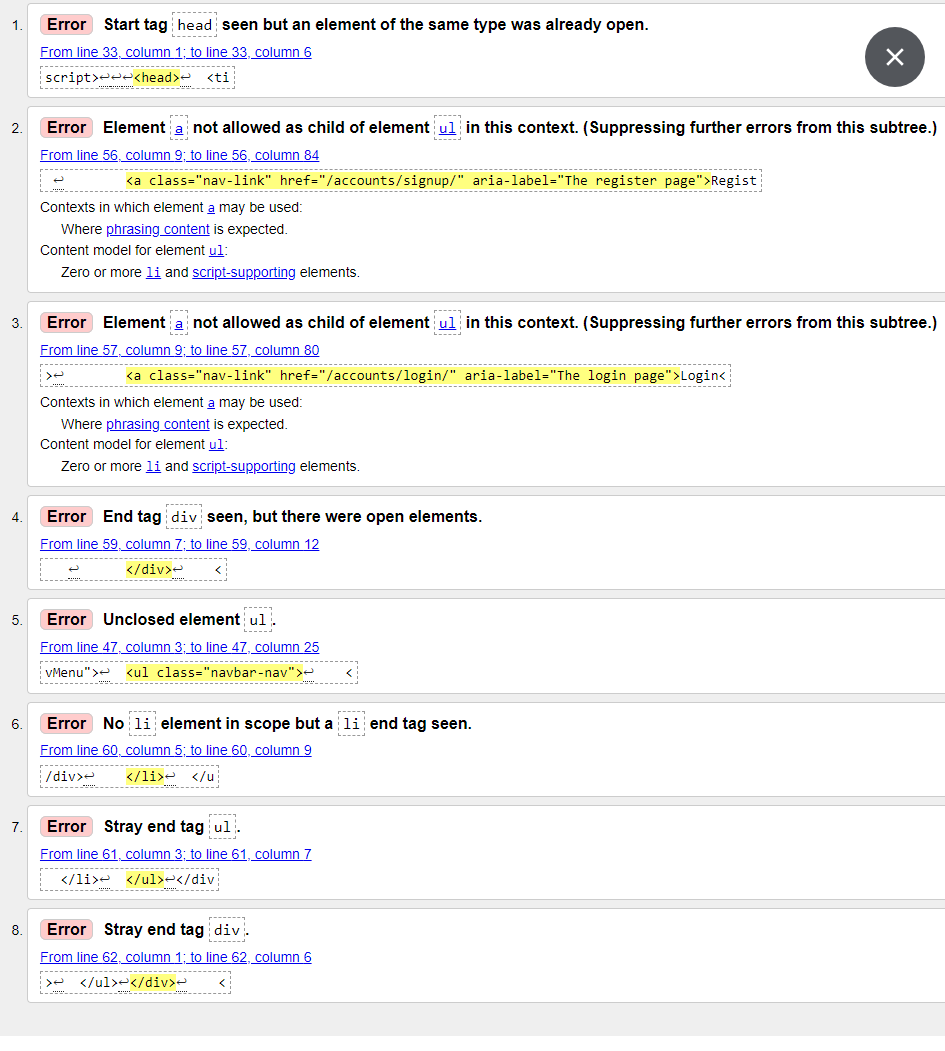 1. Error Start tag head seen but an element of the same type was already open.
From line 33, column 1; to line 33, column 6
script>↩↩↩<head>↩  <ti
2. Error Element a not allowed as child of element ul in this context. (Suppressing further errors from this subtree.)
From line 56, column 9; to line 56, column 84
↩        <a class="nav-link" href="/accounts/signup/" aria-label="The register page">Regist
Contexts in which element a may be used:
Where phrasing content is expected.
Content model for element ul:
Zero or more li and script-supporting elements.
3. Error Element a not allowed as child of element ul in this context. (Suppressing further errors from this subtree.)
From line 57, column 9; to line 57, column 80
>↩        <a class="nav-link" href="/accounts/login/" aria-label="The login page">Login<
Contexts in which element a may be used:
Where phrasing content is expected.
Content model for element ul:
Zero or more li and script-supporting elements.
4. Error End tag div seen, but there were open elements.
From line 59, column 7; to line 59, column 12
↩      </div>↩    <
5. Error Unclosed element ul.
From line 47, column 3; to line 47, column 25
vMenu">↩  <ul class="navbar-nav">↩    <
6. Error No li element in scope but a li end tag seen.
From line 60, column 5; to line 60, column 9
/div>↩    </li>↩  </u
7. Error Stray end tag ul.
From line 61, column 3; to line 61, column 7
</li>↩  </ul>↩</div
8. Error Stray end tag div.
From line 62, column 1; to line 62, column 6
>↩  </ul>↩</div>↩    <